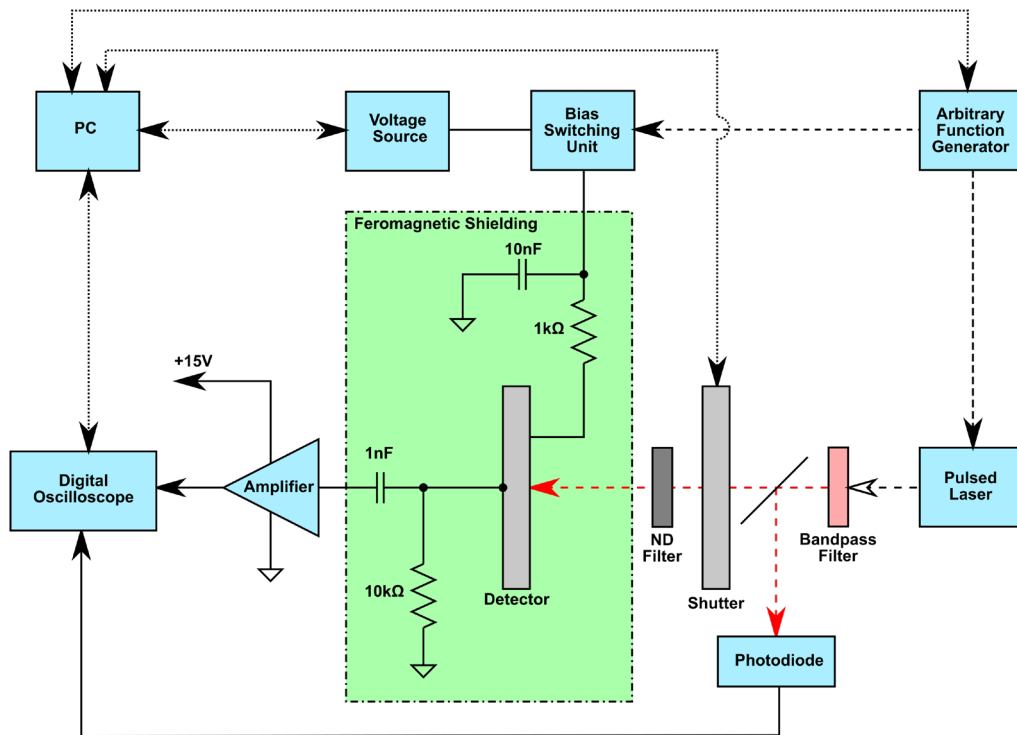 PC
Voltage
Source
Bias
Switching
Unit
Arbitrary
Function
Generator
Feromagnetic Shielding
10nF
1kΩ
+15V
1nF
Digital
Oscilloscope
Amplifier
Pulsed
Laser
ND
Filter
Bandpass
Filter
10kΩ
Detector
Shutter
Photodiode